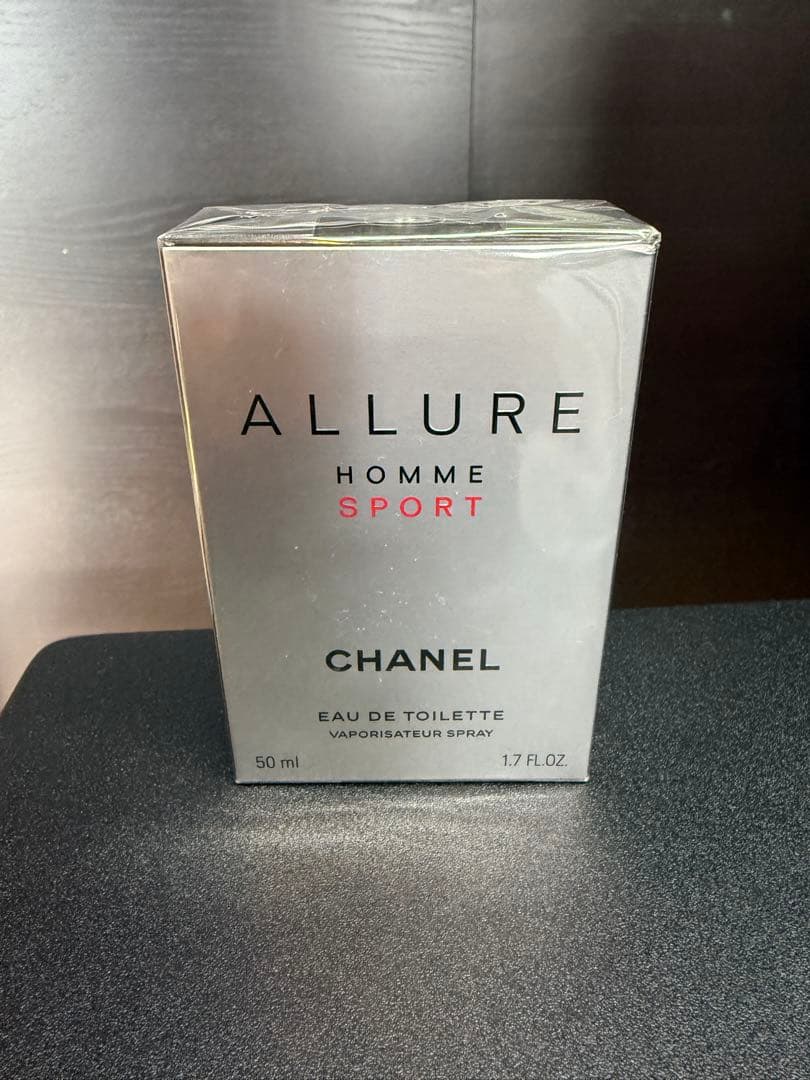 ALLURE
HOMME
SPORT
CHANEL
EAU DE TOILETTE
VAPORISATEUR SPRAY
50 ml 1.7 FL.OZ.